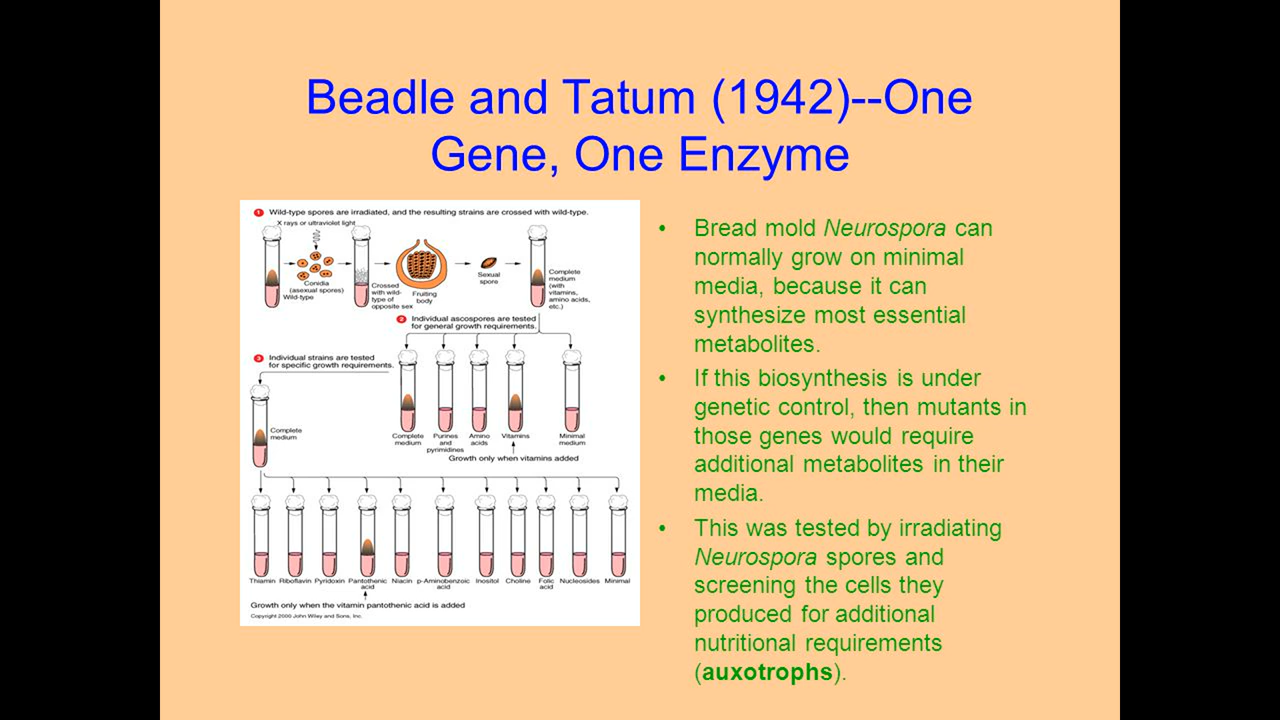 Beadle and Tatum (1942)--One
Gene, One Enzyme
1 Wild-type spores are irradiated, and the resulting strains are crossed with wild-type.
X rays or ultraviolet light
Conidia
(asexual spores)
Wild-type
Crossed
with wild-
type of
opposite sex
Fruiting
body
Sexual
spore
Complete
medium
(with
vitamins,
amino acids,
etc.)
2 Individual ascospores are tested
for general growth requirements.
3 Individual strains are tested
for specific growth requirements.
Complete
medium
Complete
medium
Purines
and
pyrimidines
Amino
acids
Vitamins
Minimal
medium
Growth only when vitamins added
Thiamin
Riboflavin
Pyridoxin
Pantothenic
acid
Niacin
p-Aminobenzoic
acid
Inositol
Choline
Folic
acid
Nucleosides
Minimal
Growth only when the vitamin pantothenic acid is added
Copyright 2000 John Wiley and Sons, Inc.
• Bread mold Neurospora can
normally grow on minimal
media, because it can
synthesize most essential
metabolites.
• If this biosynthesis is under
genetic control, then mutants in
those genes would require
additional metabolites in their
media.
• This was tested by irradiating
Neurospora spores and
screening the cells they
produced for additional
nutritional requirements
(auxotrophs).